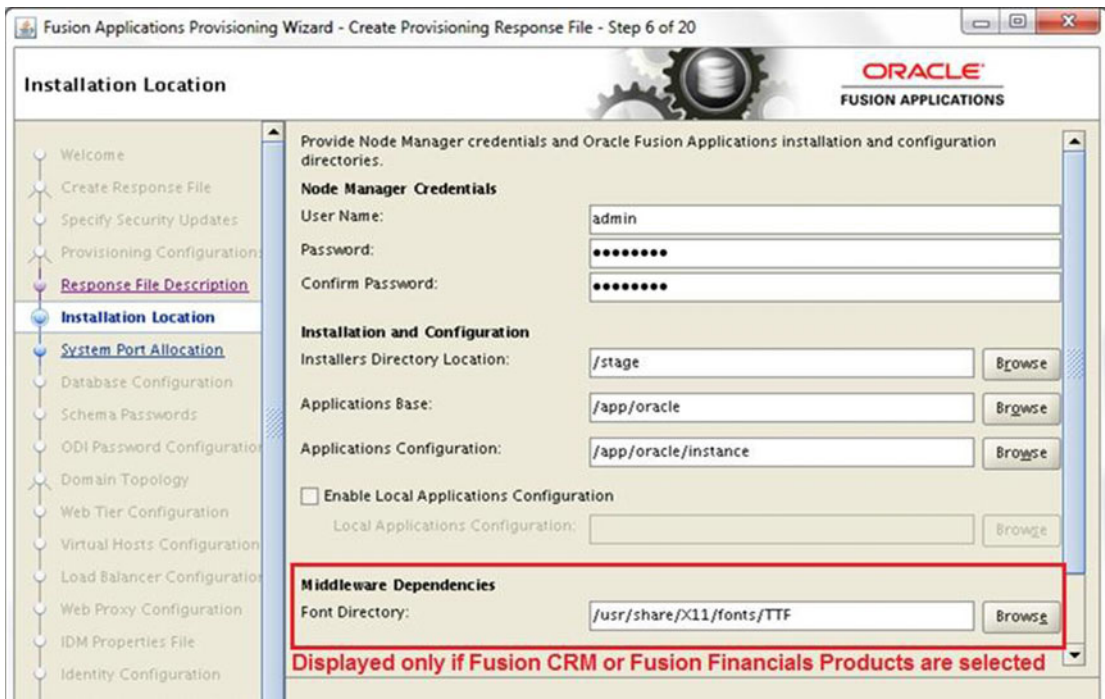 Fusion Applications Provisioning Wizard - Create Provisioning Response File - Step 6 of 20
Installation Location
ORACLE
FUSION APPLICATIONS
Welcome
Create Response File
Specify Security Updates
Provisioning Configurations
Response File Description
Installation Location
System Port Allocation
Database Configuration
Schema Passwords
ODI Password Configuration
Domain Topology
Web Tier Configuration
Virtual Hosts Configuration
Load Balancer Configuration
Web Proxy Configuration
IDM Properties File
Identity Configuration
Provide Node Manager credentials and Oracle Fusion Applications installation and configuration
directories.
Node Manager Credentials
User Name: admin
Password: ●●●●●●●●
Confirm Password: ●●●●●●●●
Installation and Configuration
Installers Directory Location: /stage Browse
Applications Base: /app/oracle Browse
Applications Configuration: /app/oracle/instance Browse
Enable Local Applications Configuration
Local Applications Configuration: Browse
Middleware Dependencies
Font Directory: /usr/share/X11/fonts/TTF Browse
Displayed only if Fusion CRM or Fusion Financials Products are selected